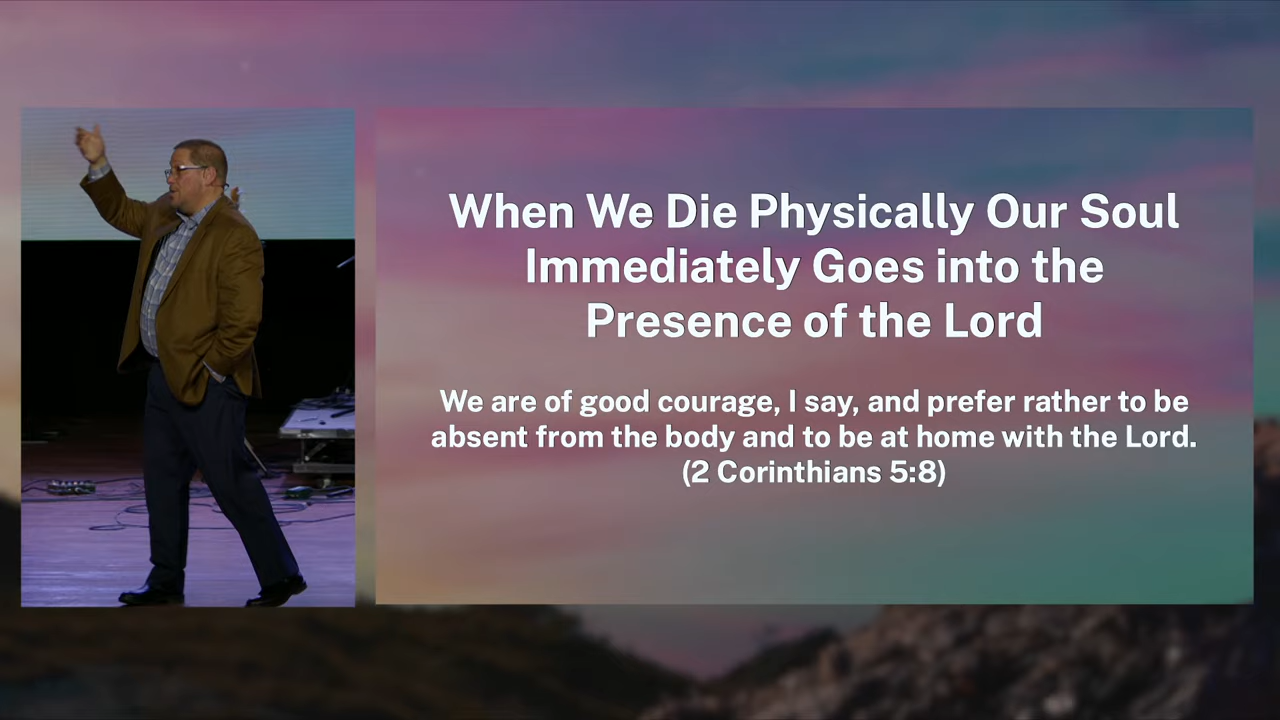 When We Die Physically Our Soul
Immediately Goes into the
Presence of the Lord
We are of good courage, I say, and prefer rather to be
absent from the body and to be at home with the Lord.
(2 Corinthians 5:8)